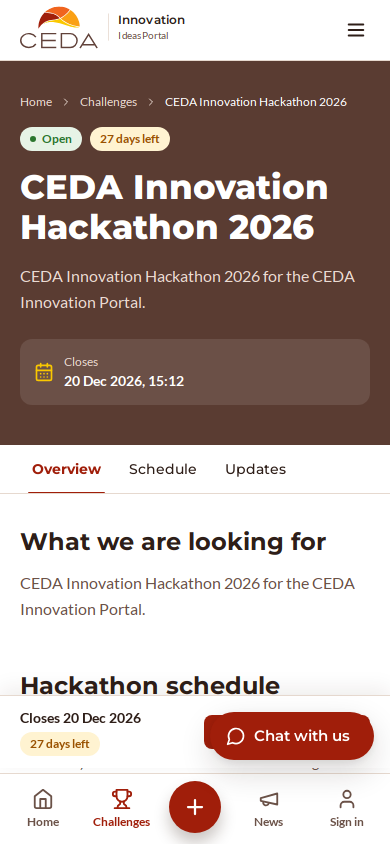 CEDA
Innovation
IdeasPortal
Home > Challenges > CEDA Innovation Hackathon 2026
Open
27 days left
CEDA Innovation
Hackathon 2026
CEDA Innovation Hackathon 2026 for the CEDA
Innovation Portal.
Closes
20 Dec 2026, 15:12
Overview
Schedule
Updates
What we are looking for
CEDA Innovation Hackathon 2026 for the CEDA
Innovation Portal.
Hackathon schedule
Closes 20 Dec 2026
27 days left
Chat with us
Home
Challenges
News
Sign in